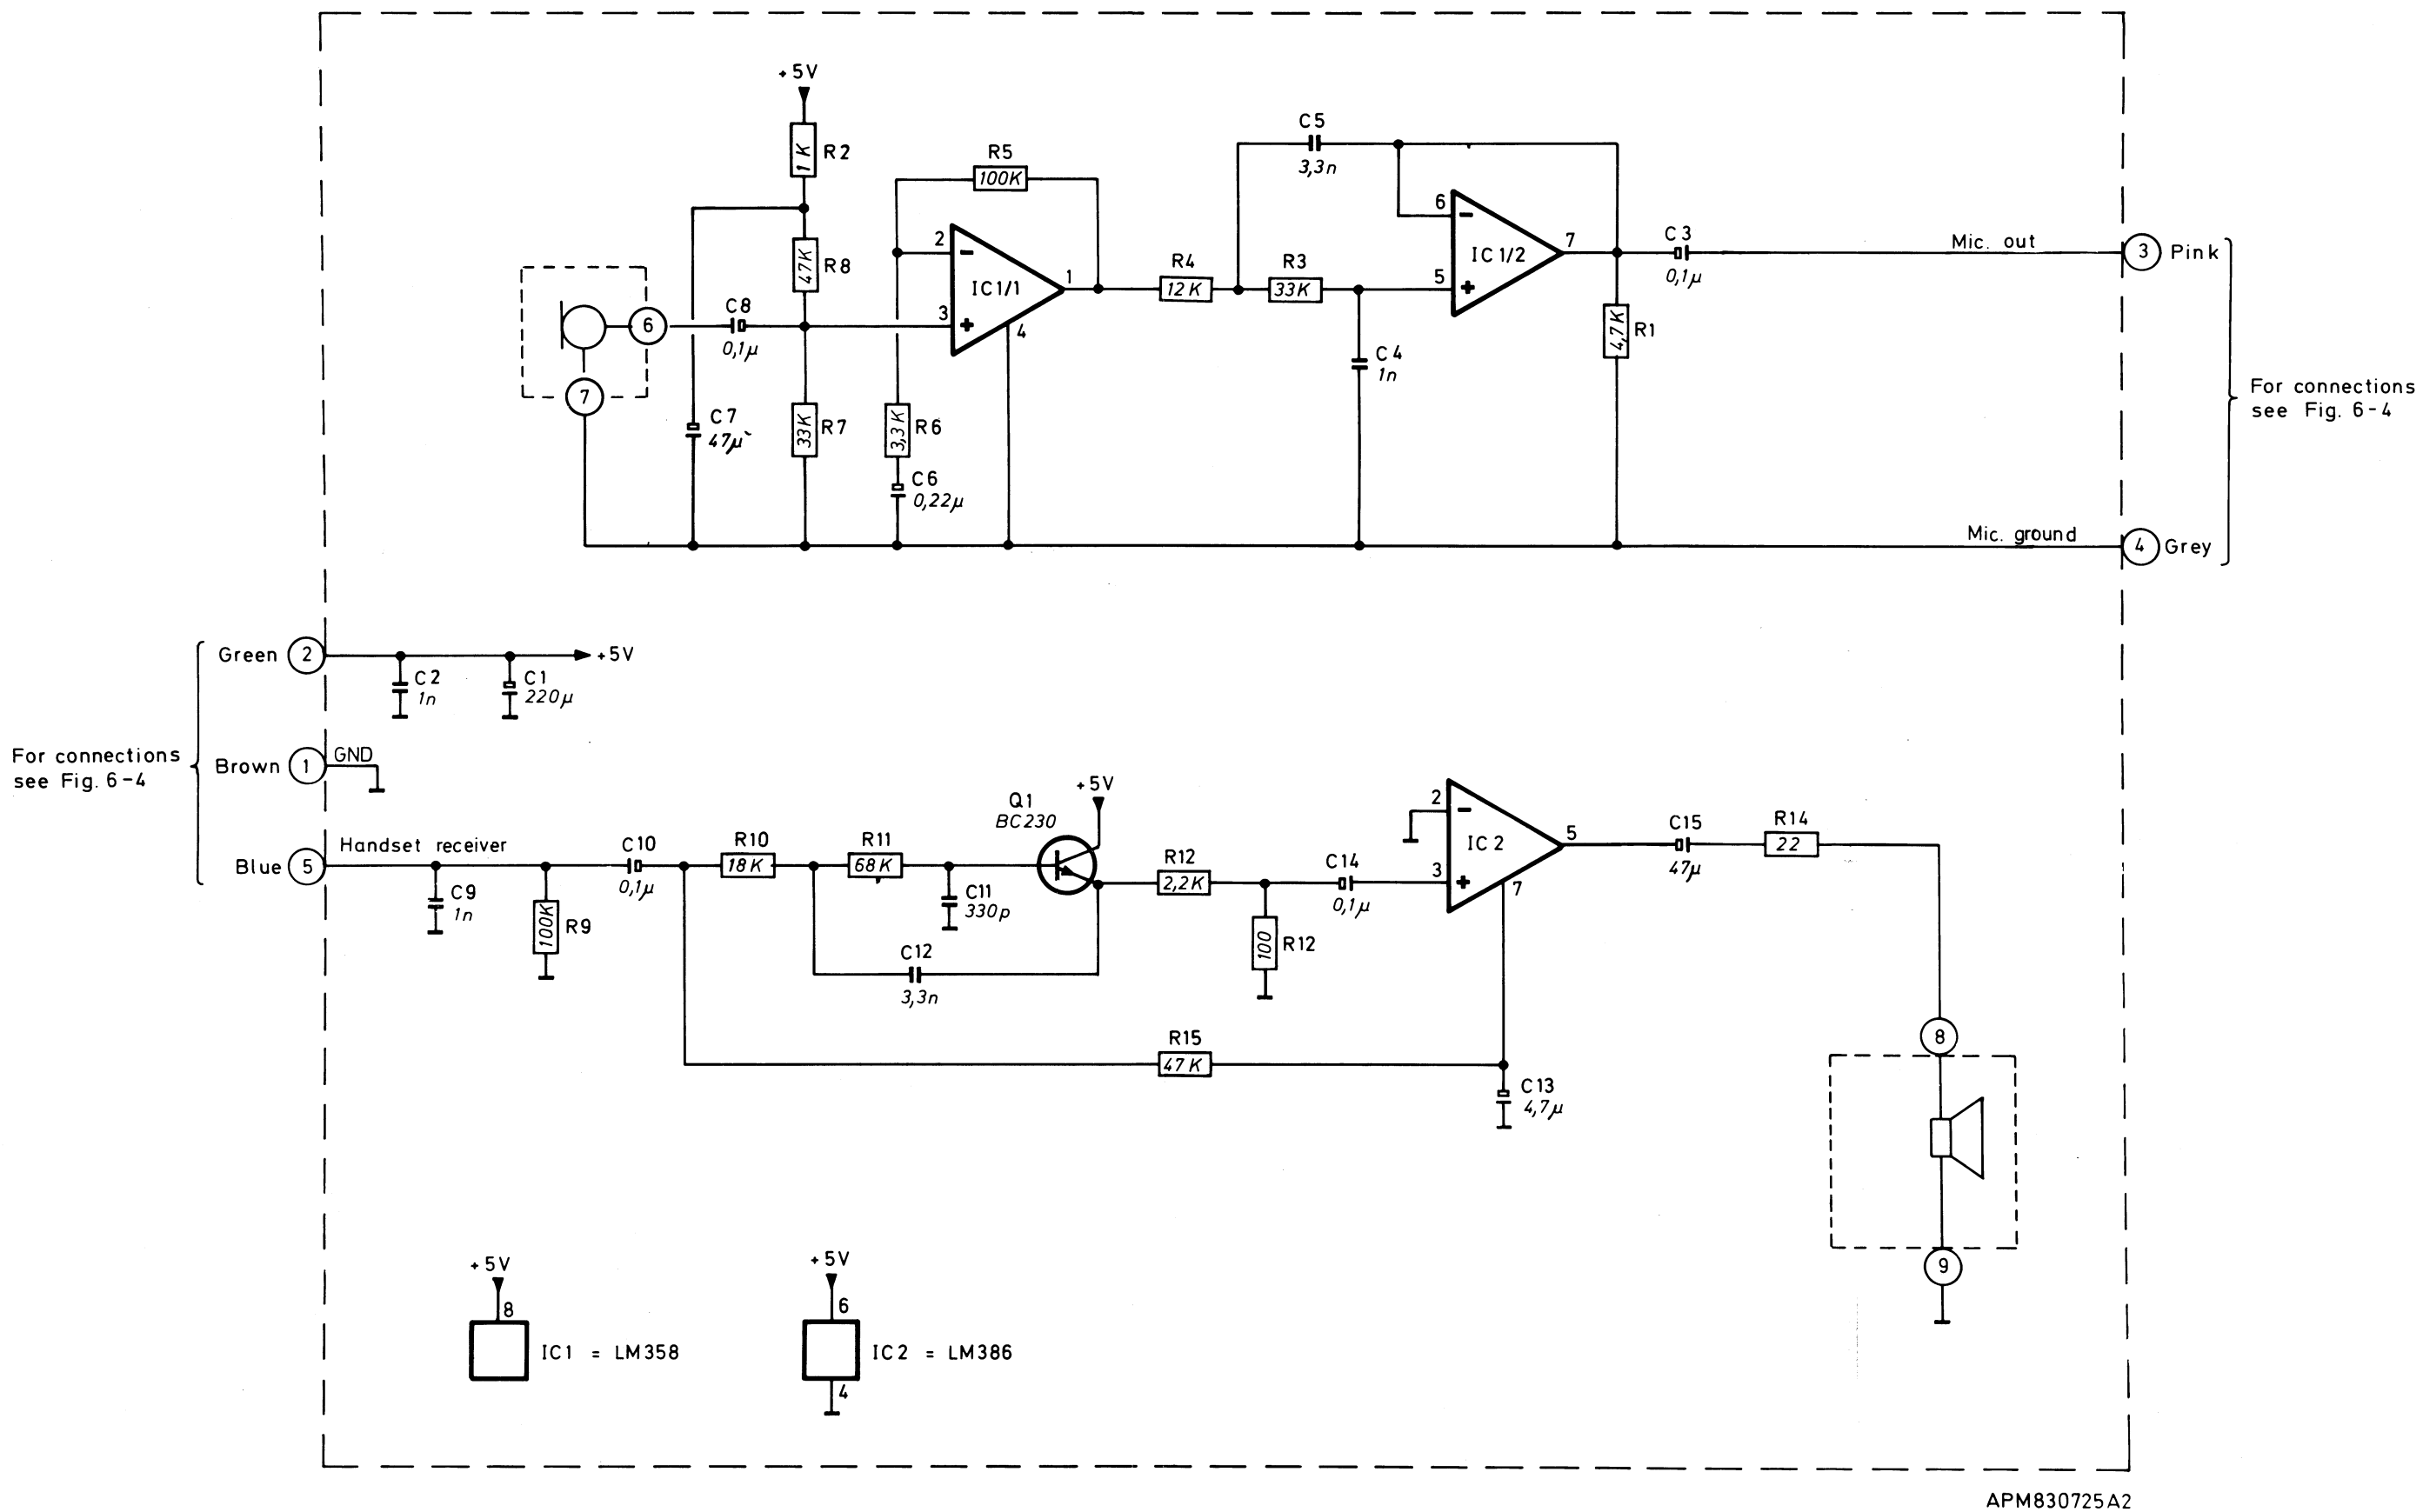 +5V
1K R2
C5
3,3n
R5
100K
47K R8
2
3
1
4
IC1/1
R4
12K
R3
33K
6
5
7
IC 1/2
C3
0,1µ
Mic. out
3 Pink
6
7
C8
0,1µ
C7
47µ
33K R7
3,3K R6
C6
0,22µ
C4
1n
4,7K R1
For connections
see Fig. 6-4
Mic. ground
4 Grey
Green 2
+5V
C2
1n
C1
220µ
For connections
see Fig. 6-4
Brown 1
GND
Blue 5
Handset receiver
C9
1n
100K R9
C10
0,1µ
R10
18K
R11
68K
C11
330p
Q1
BC230
+5V
C12
3,3n
R12
2,2K
100 R12
C14
0,1µ
2
3
5
7
IC 2
C15
47µ
R14
22
R15
47K
C13
4,7µ
8
9
+5V
8
IC1 = LM358
+5V
6
4
IC2 = LM386
APM830725A2